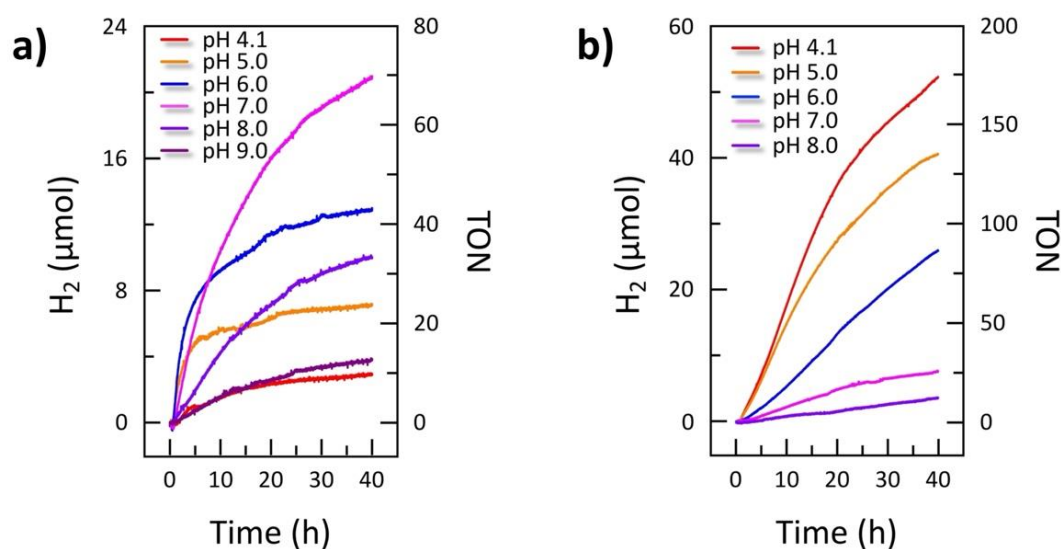 a)
24
16
8
0
H₂ (μmol)
pH 4.1
pH 5.0
pH 6.0
pH 7.0
pH 8.0
pH 9.0
80
60
40
20
0
TON
0 10 20 30 40
Time (h)
b)
60
40
20
0
H₂ (μmol)
pH 4.1
pH 5.0
pH 6.0
pH 7.0
pH 8.0
200
150
100
50
0
TON
0 10 20 30 40
Time (h)